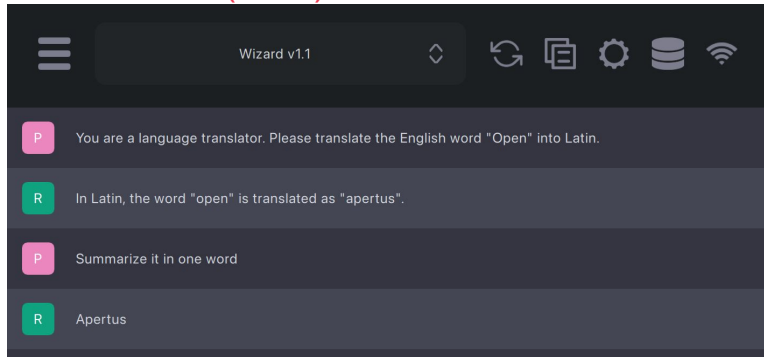 Wizard v1.1
P You are a language translator. Please translate the English word "Open" into Latin.
R In Latin, the word "open" is translated as "apertus".
P Summarize it in one word
R Apertus